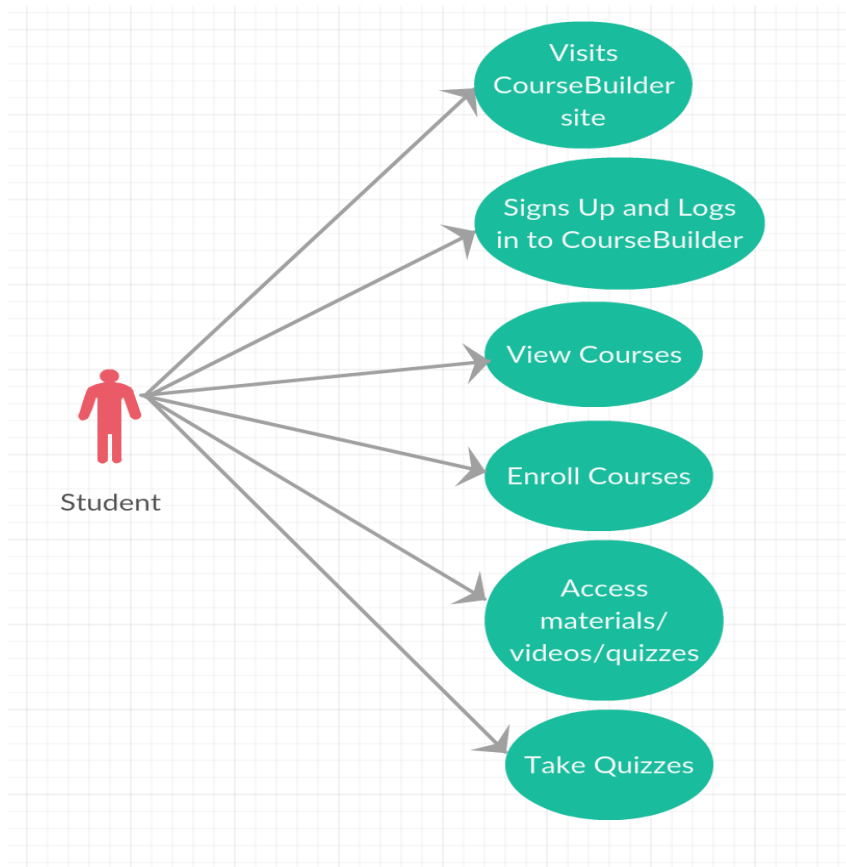 Visits
CourseBuilder
site
Signs Up and Logs
in to CourseBuilder
View Courses
Enroll Courses
Student
Access
materials/
videos/quizzes
Take Quizzes